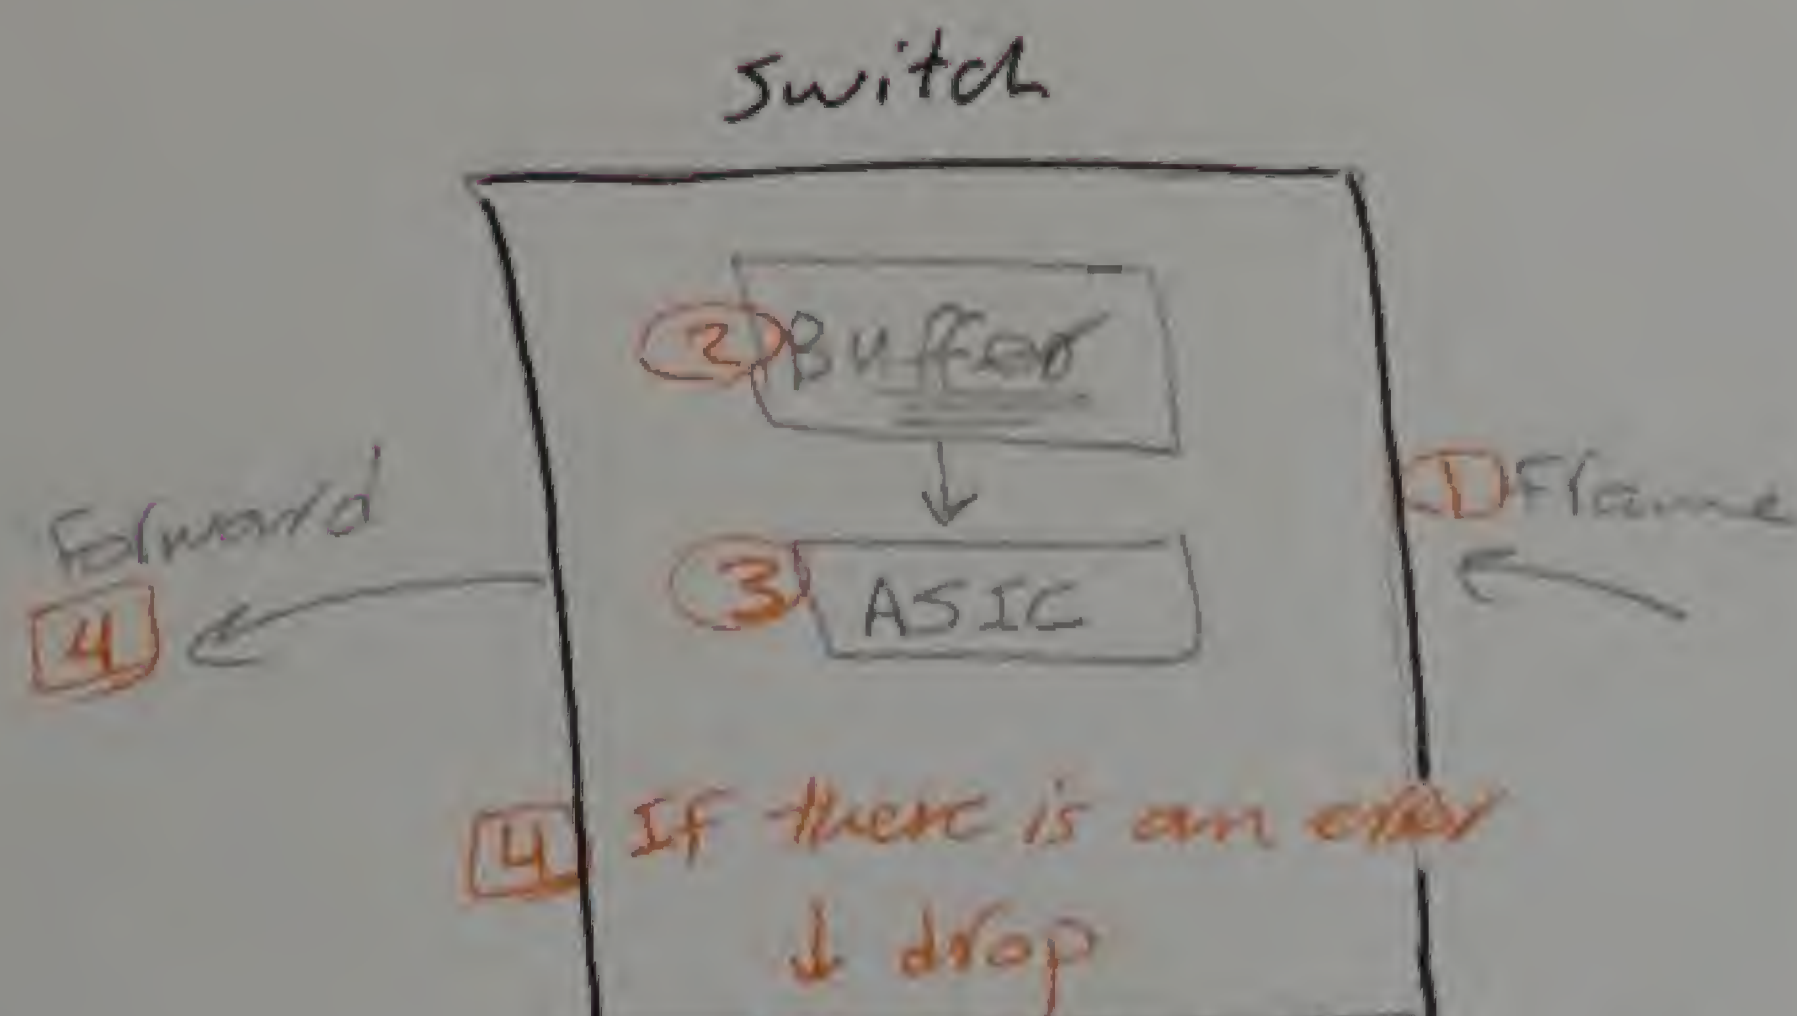 Switch
2 Buffer
Forward
1 Frame
3 ASIC
4
4 If there is an error
↓ drop